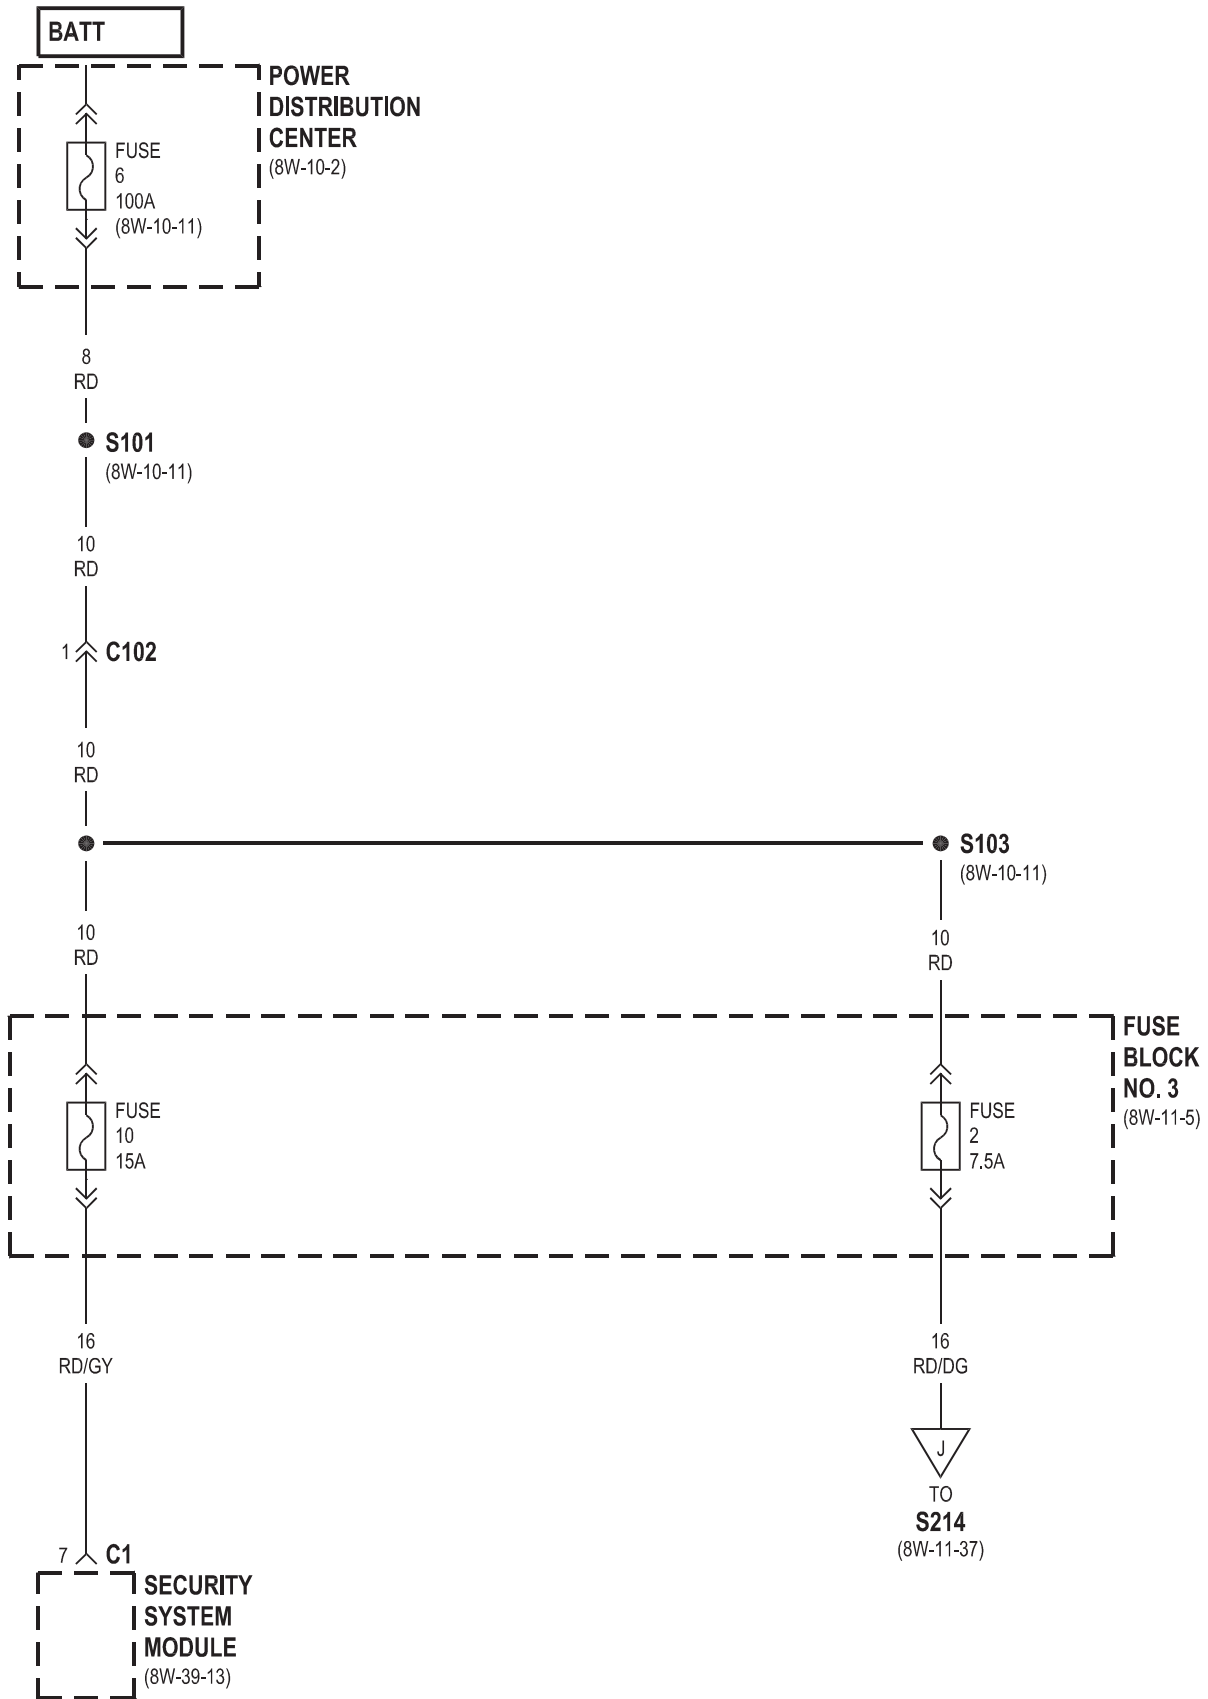 BATT
POWER
DISTRIBUTION
CENTER
(8W-10-2)
FUSE
6
100A
(8W-10-11)
8
RD
S101
(8W-10-11)
10
RD
1 C102
10
RD
S103
(8W-10-11)
10
RD
10
RD
FUSE
BLOCK
NO. 3
(8W-11-5)
FUSE
10
15A
FUSE
2
7.5A
16
RD/GY
16
RD/DG
J
TO
S214
(8W-11-37)
7 C1
SECURITY
SYSTEM
MODULE
(8W-39-13)